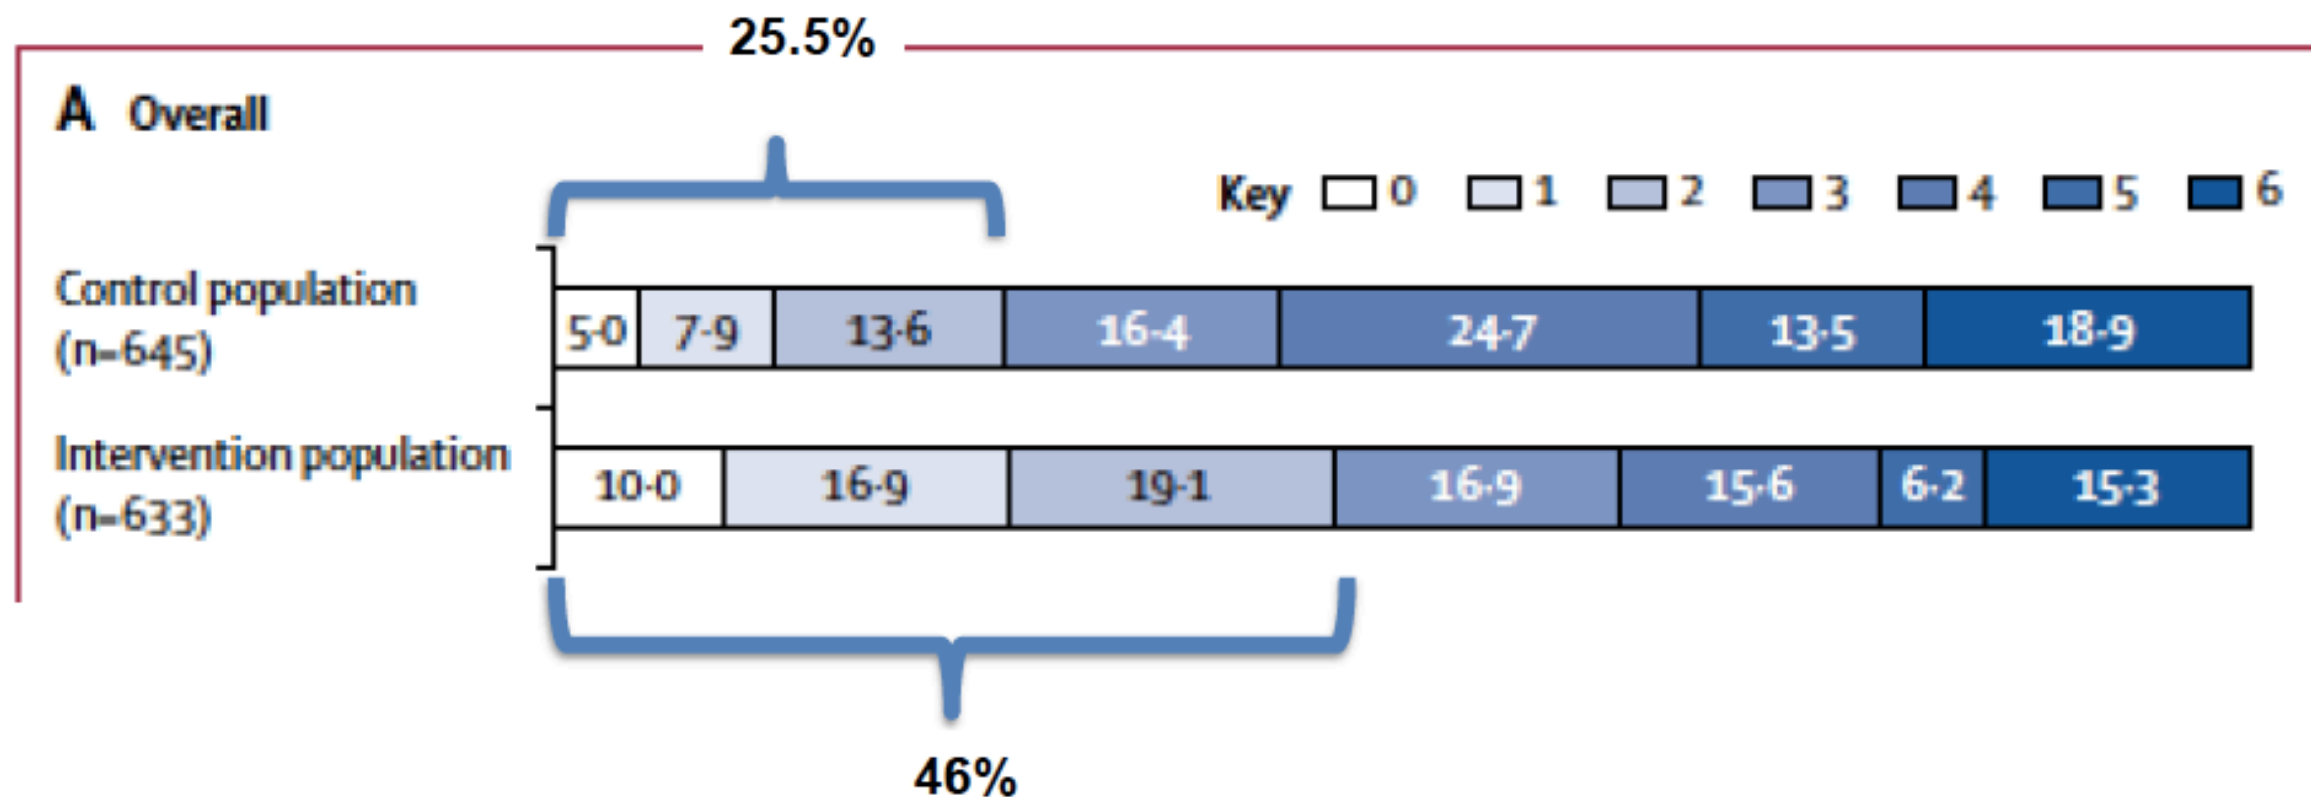 25.5%
A Overall
Key 0 1 2 3 4 5 6
Control population
(n=645)
5·0 7·9 13·6 16·4 24·7 13·5 18·9
Intervention population
(n=633)
10·0 16·9 19·1 16·9 15·6 6·2 15·3
46%